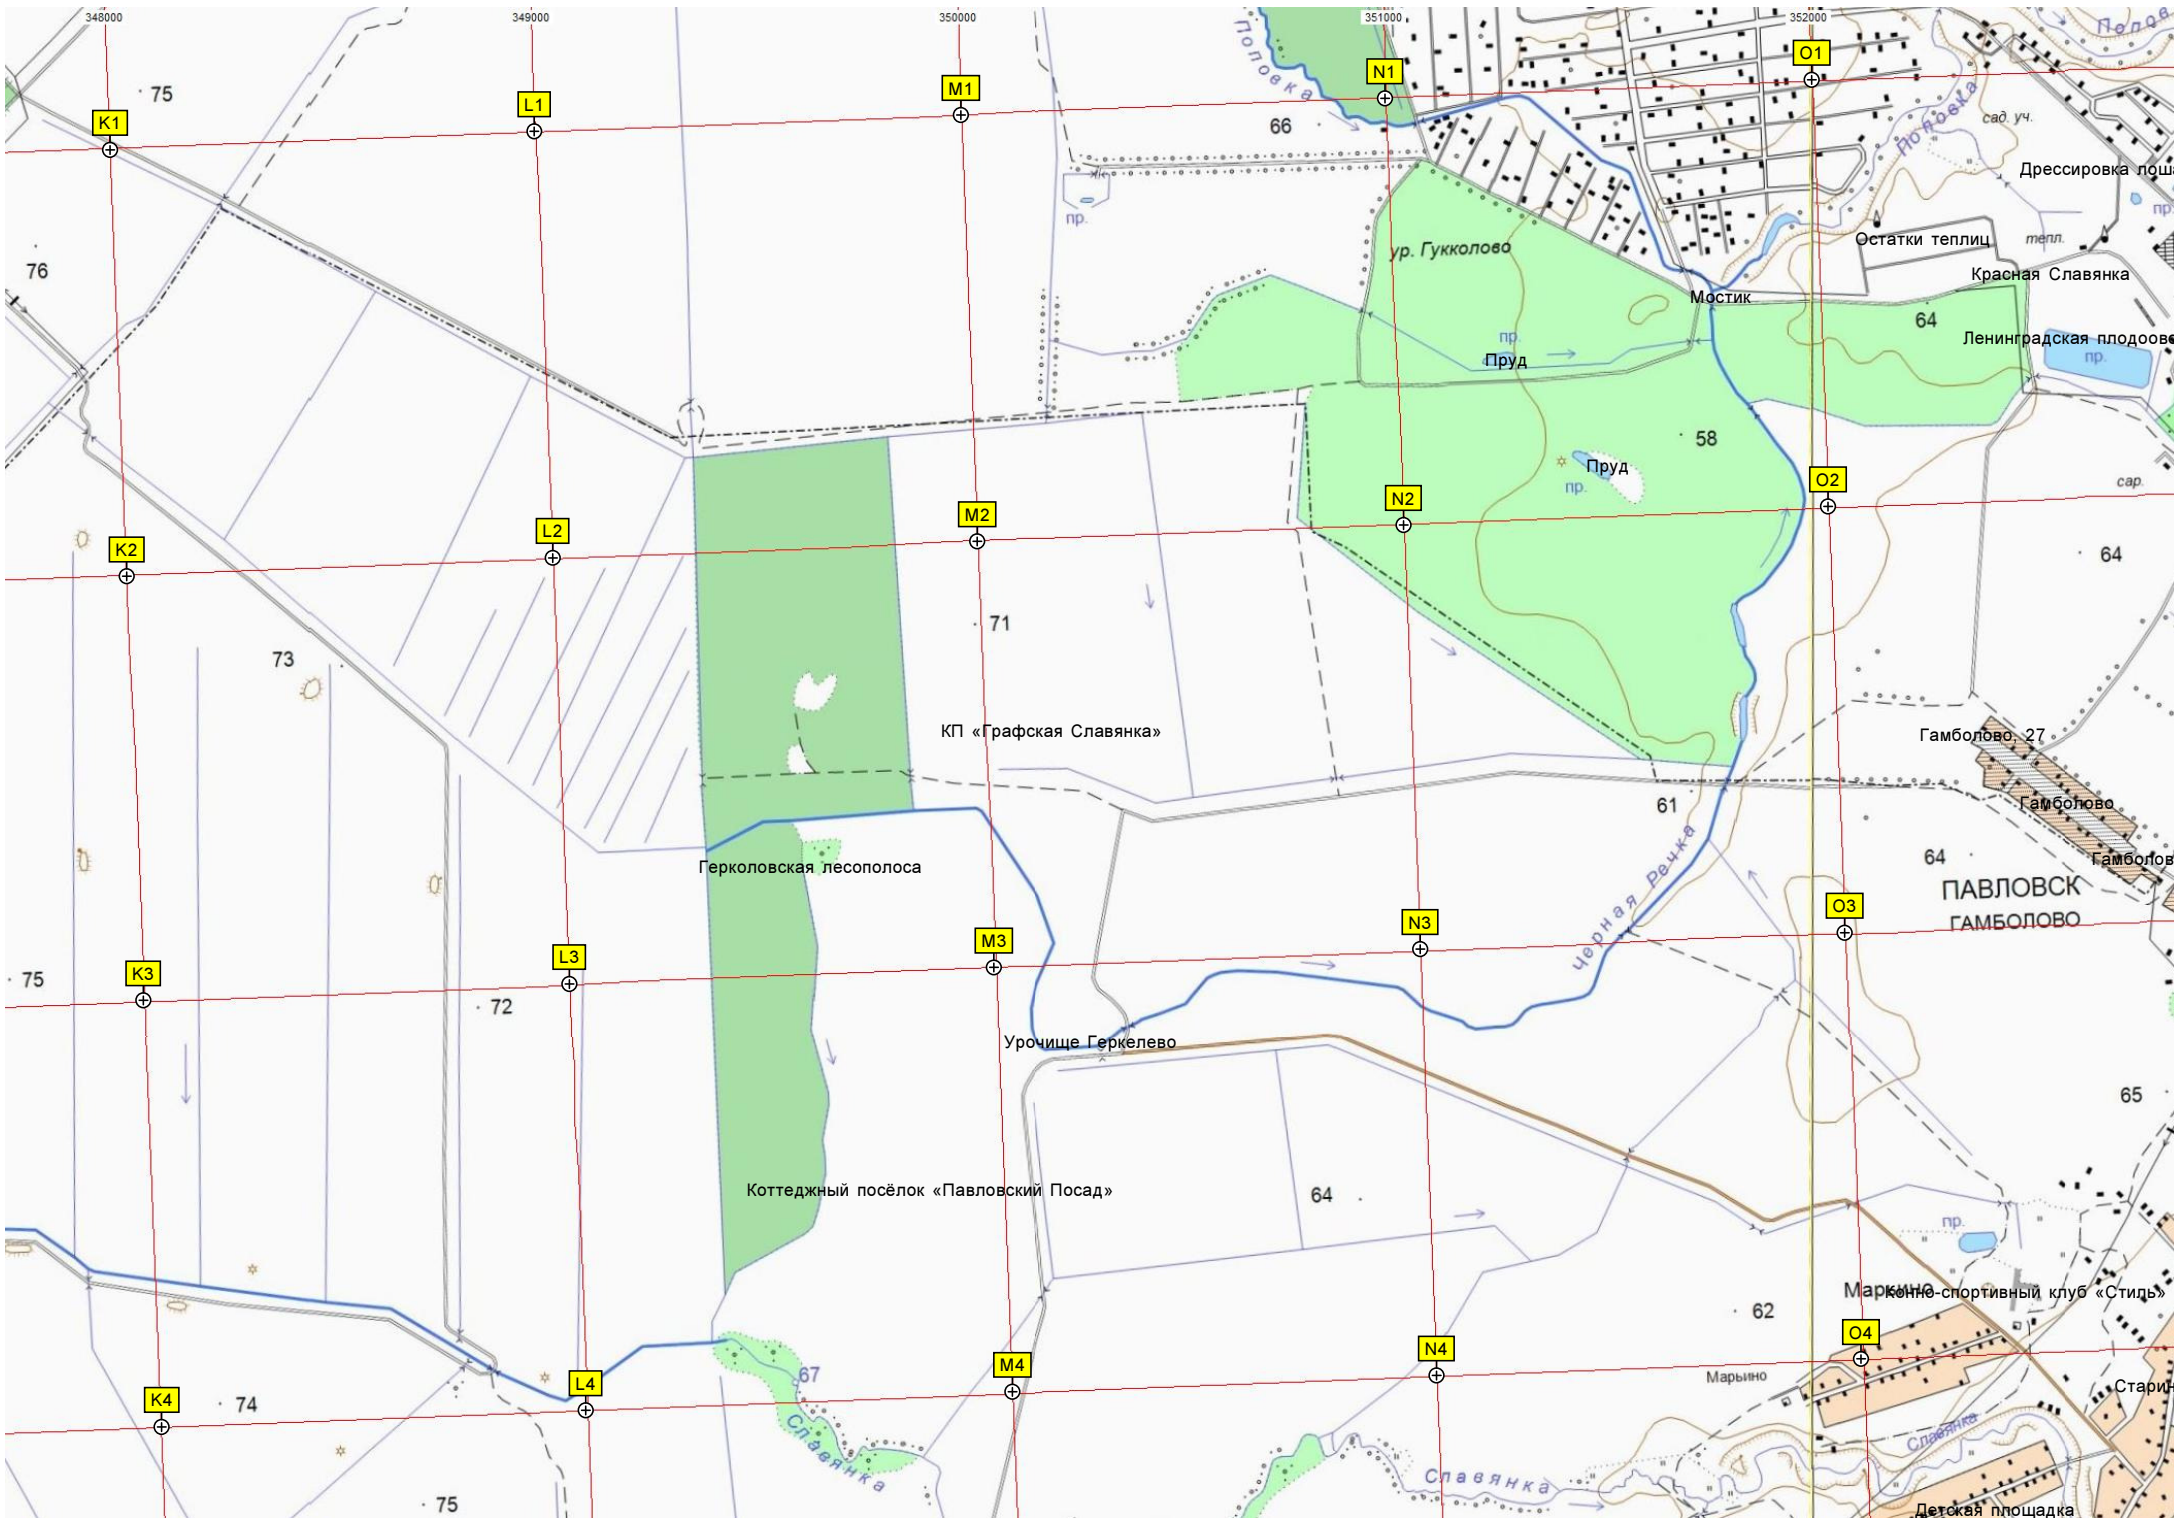 348000
349000
350000
351000
352000
Поповка
Попов
K1
L1
M1
N1
O1
75
66
Поповка
сад. уч.
Дрессировка лош
пр.
пр
76
ур. Гукколово
Остатки теплиц
тепл.
Красная Славянка
Мостик
64
пр.
Пруд
Ленинградская плодоов
пр.
58
Пруд
пр.
сар.
K2
L2
M2
N2
O2
64
73
71
КП «Графская Славянка»
Гамболово, 27
61
Гамболово
Гамболов
64
Герколовская лесополоса
Черная Речка
ПАВЛОВСК
ГАМБОЛОВО
K3
L3
M3
N3
O3
75
72
Урочище Геркелево
65
Коттеджный посёлок «Павловский Посад»
64
пр.
Маркино
конно-спортивный клуб «Стиль»
62
K4
L4
M4
N4
O4
67
Марьино
Старин
74
Славянка
Славянка
Славянка
75
Детская площадка